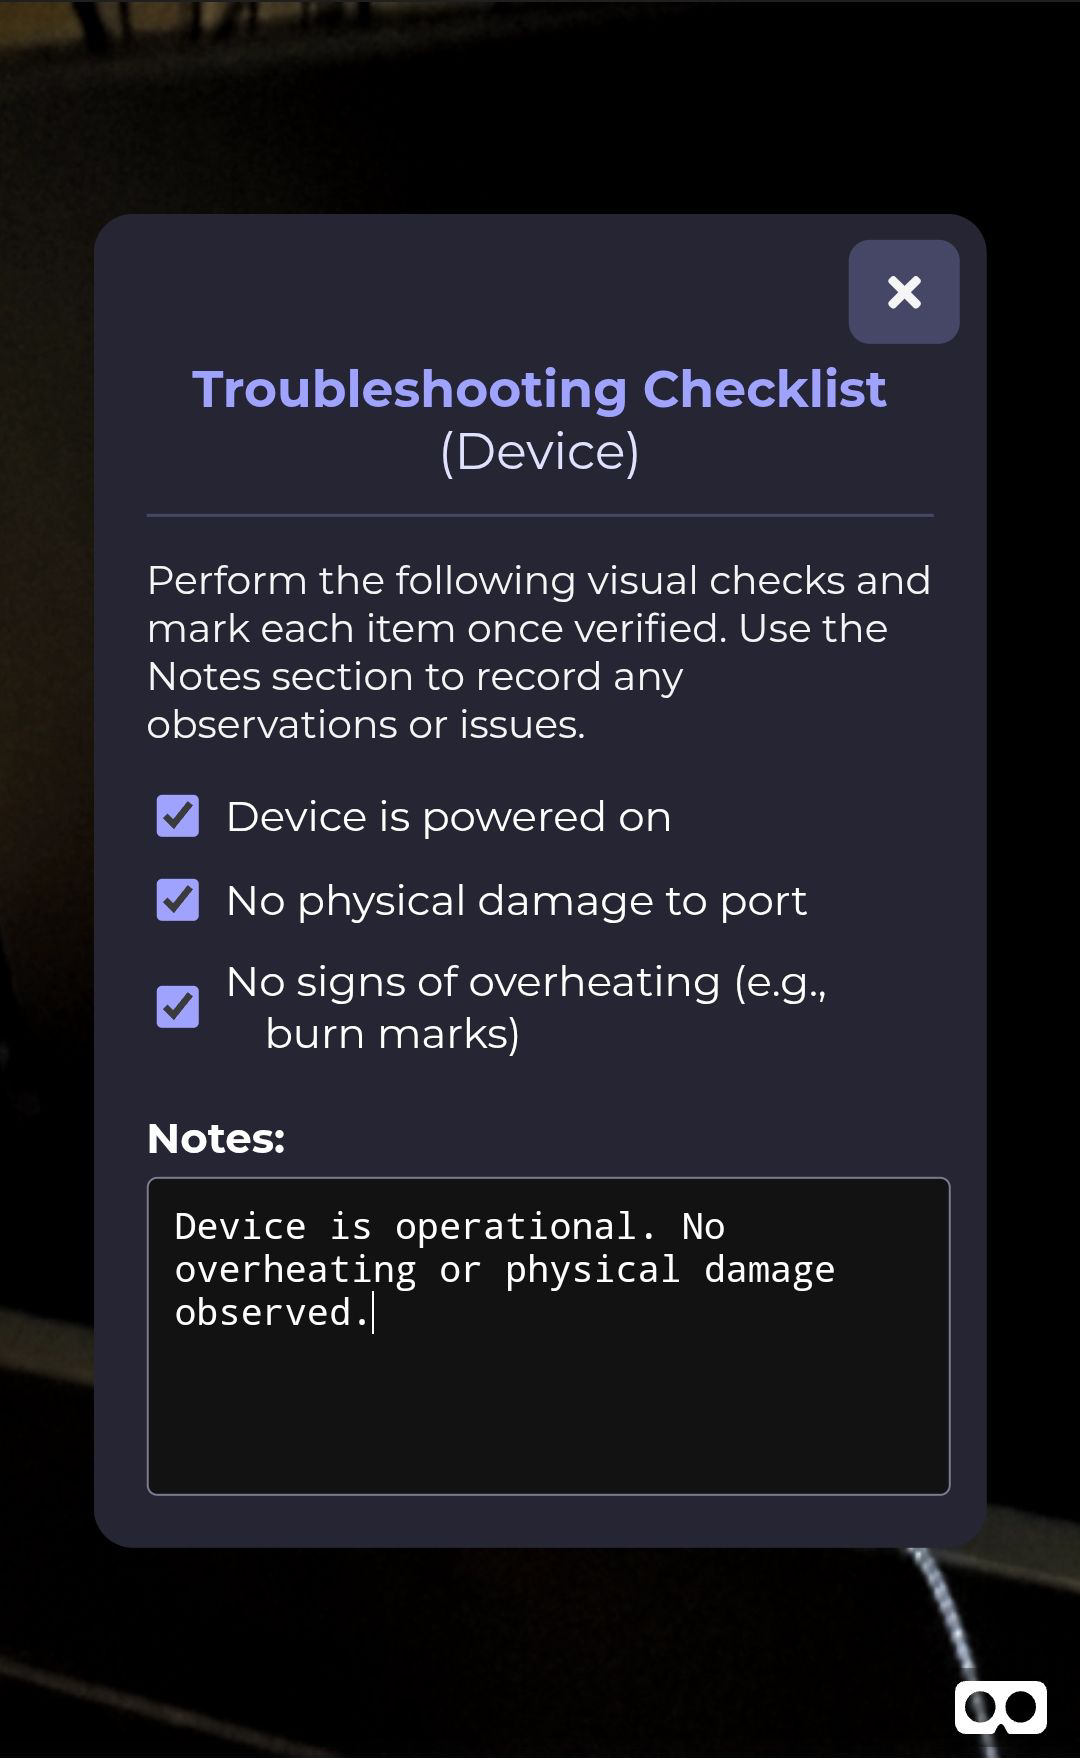 Troubleshooting Checklist
(Device)
Perform the following visual checks and
mark each item once verified. Use the
Notes section to record any
observations or issues.
Device is powered on
No physical damage to port
No signs of overheating (e.g.,
burn marks)
Notes:
Device is operational. No
overheating or physical damage
observed.